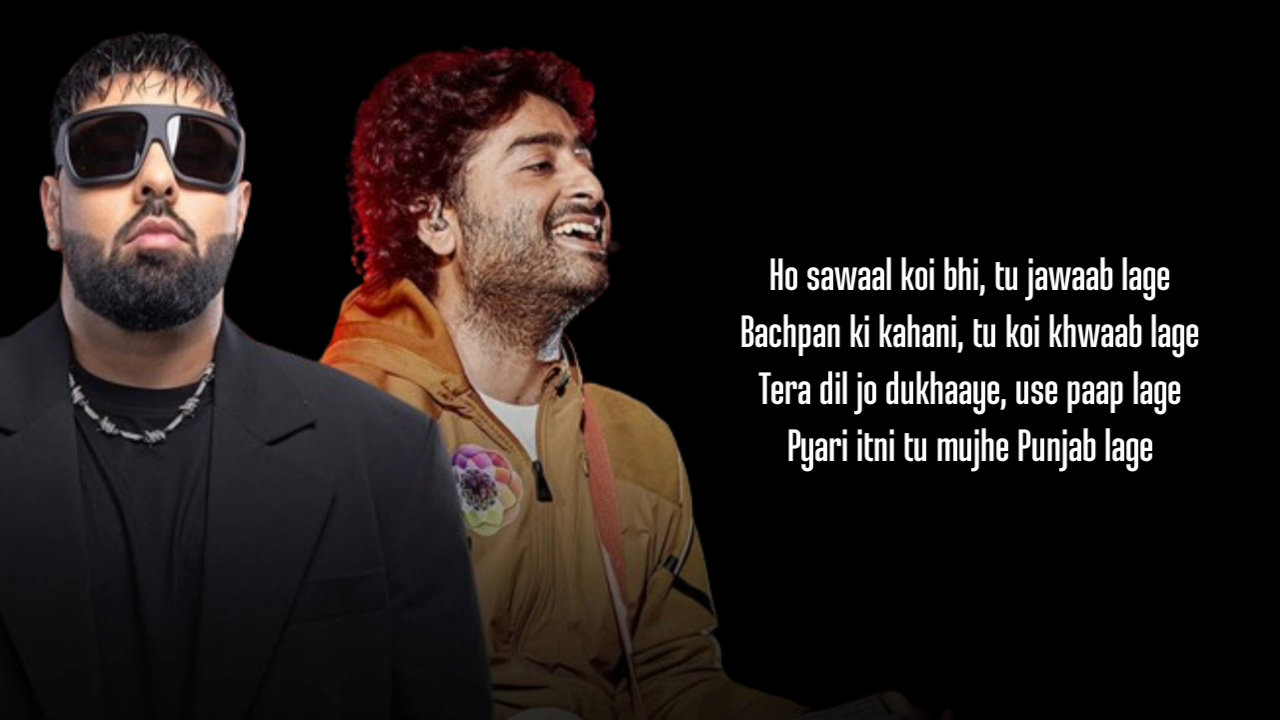 Ho sawaal koi bhi, tu jawaab lage
Bachpan ki kahani, tu koi khwaab lage
Tera dil jo dukhaaye, use paap lage
Pyari itni tu mujhe Punjab lage